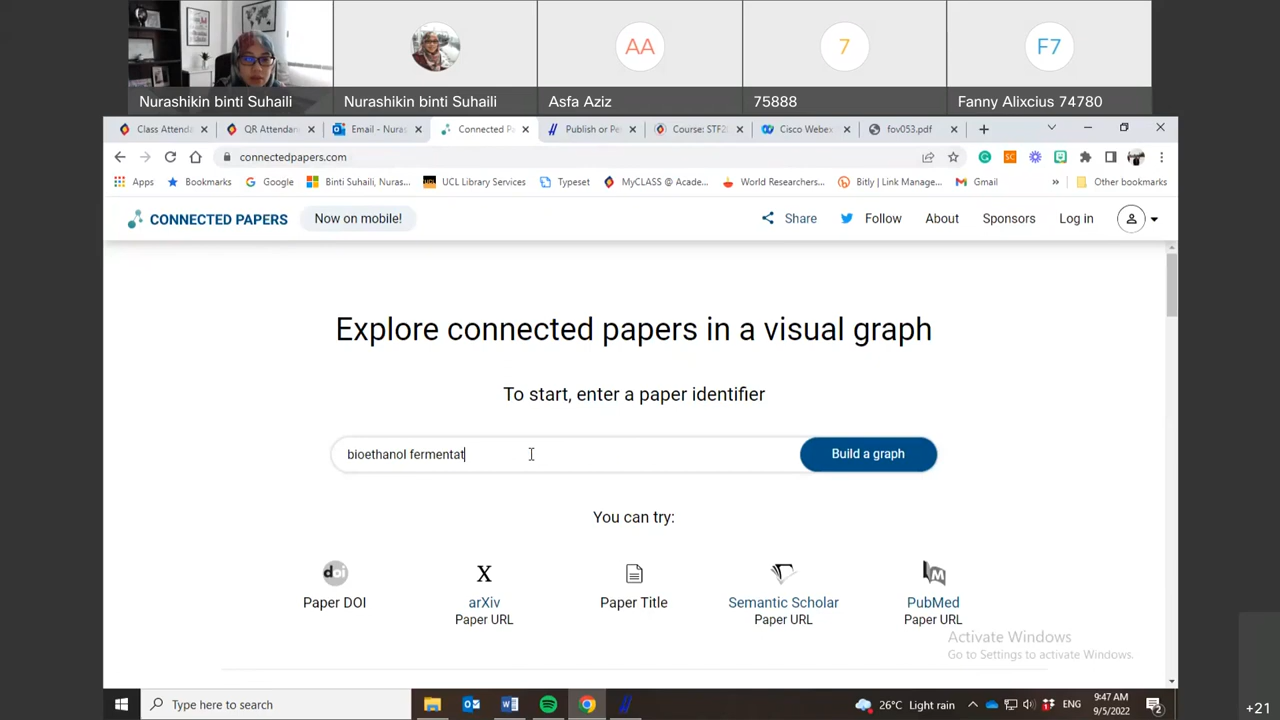 AA
7
F7
Nurashikin binti Suhaili
Nurashikin binti Suhaili
Asfa Aziz
75888
Fanny Alixcius 74780
Class Attenda
QR Attendan
Email - Nuras
Connected Pa
Publish or Pe
Course: STF2
Cisco Webex
fov053.pdf
connectedpapers.com
Apps
Bookmarks
Google
Binti Suhaili, Nuras...
UCL Library Services
Typeset
MyCLASS @ Acade...
World Researchers...
Bitly | Link Manage...
Gmail
»
Other bookmarks
CONNECTED PAPERS
Now on mobile!
Share
Follow
About
Sponsors
Log in
Explore connected papers in a visual graph
To start, enter a paper identifier
bioethanol fermentat
Build a graph
You can try:
doi
X
M
Paper DOI
arXiv
Paper URL
Paper Title
Semantic Scholar
Paper URL
PubMed
Paper URL
Activate Windows
Go to Settings to activate Windows.
Type here to search
26°C Light rain
ENG
9:47 AM
9/5/2022
2
+21